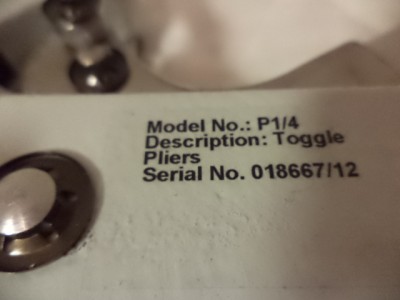 Model No.: P1/4
Description: Toggle
Pliers
Serial No. 018667/12